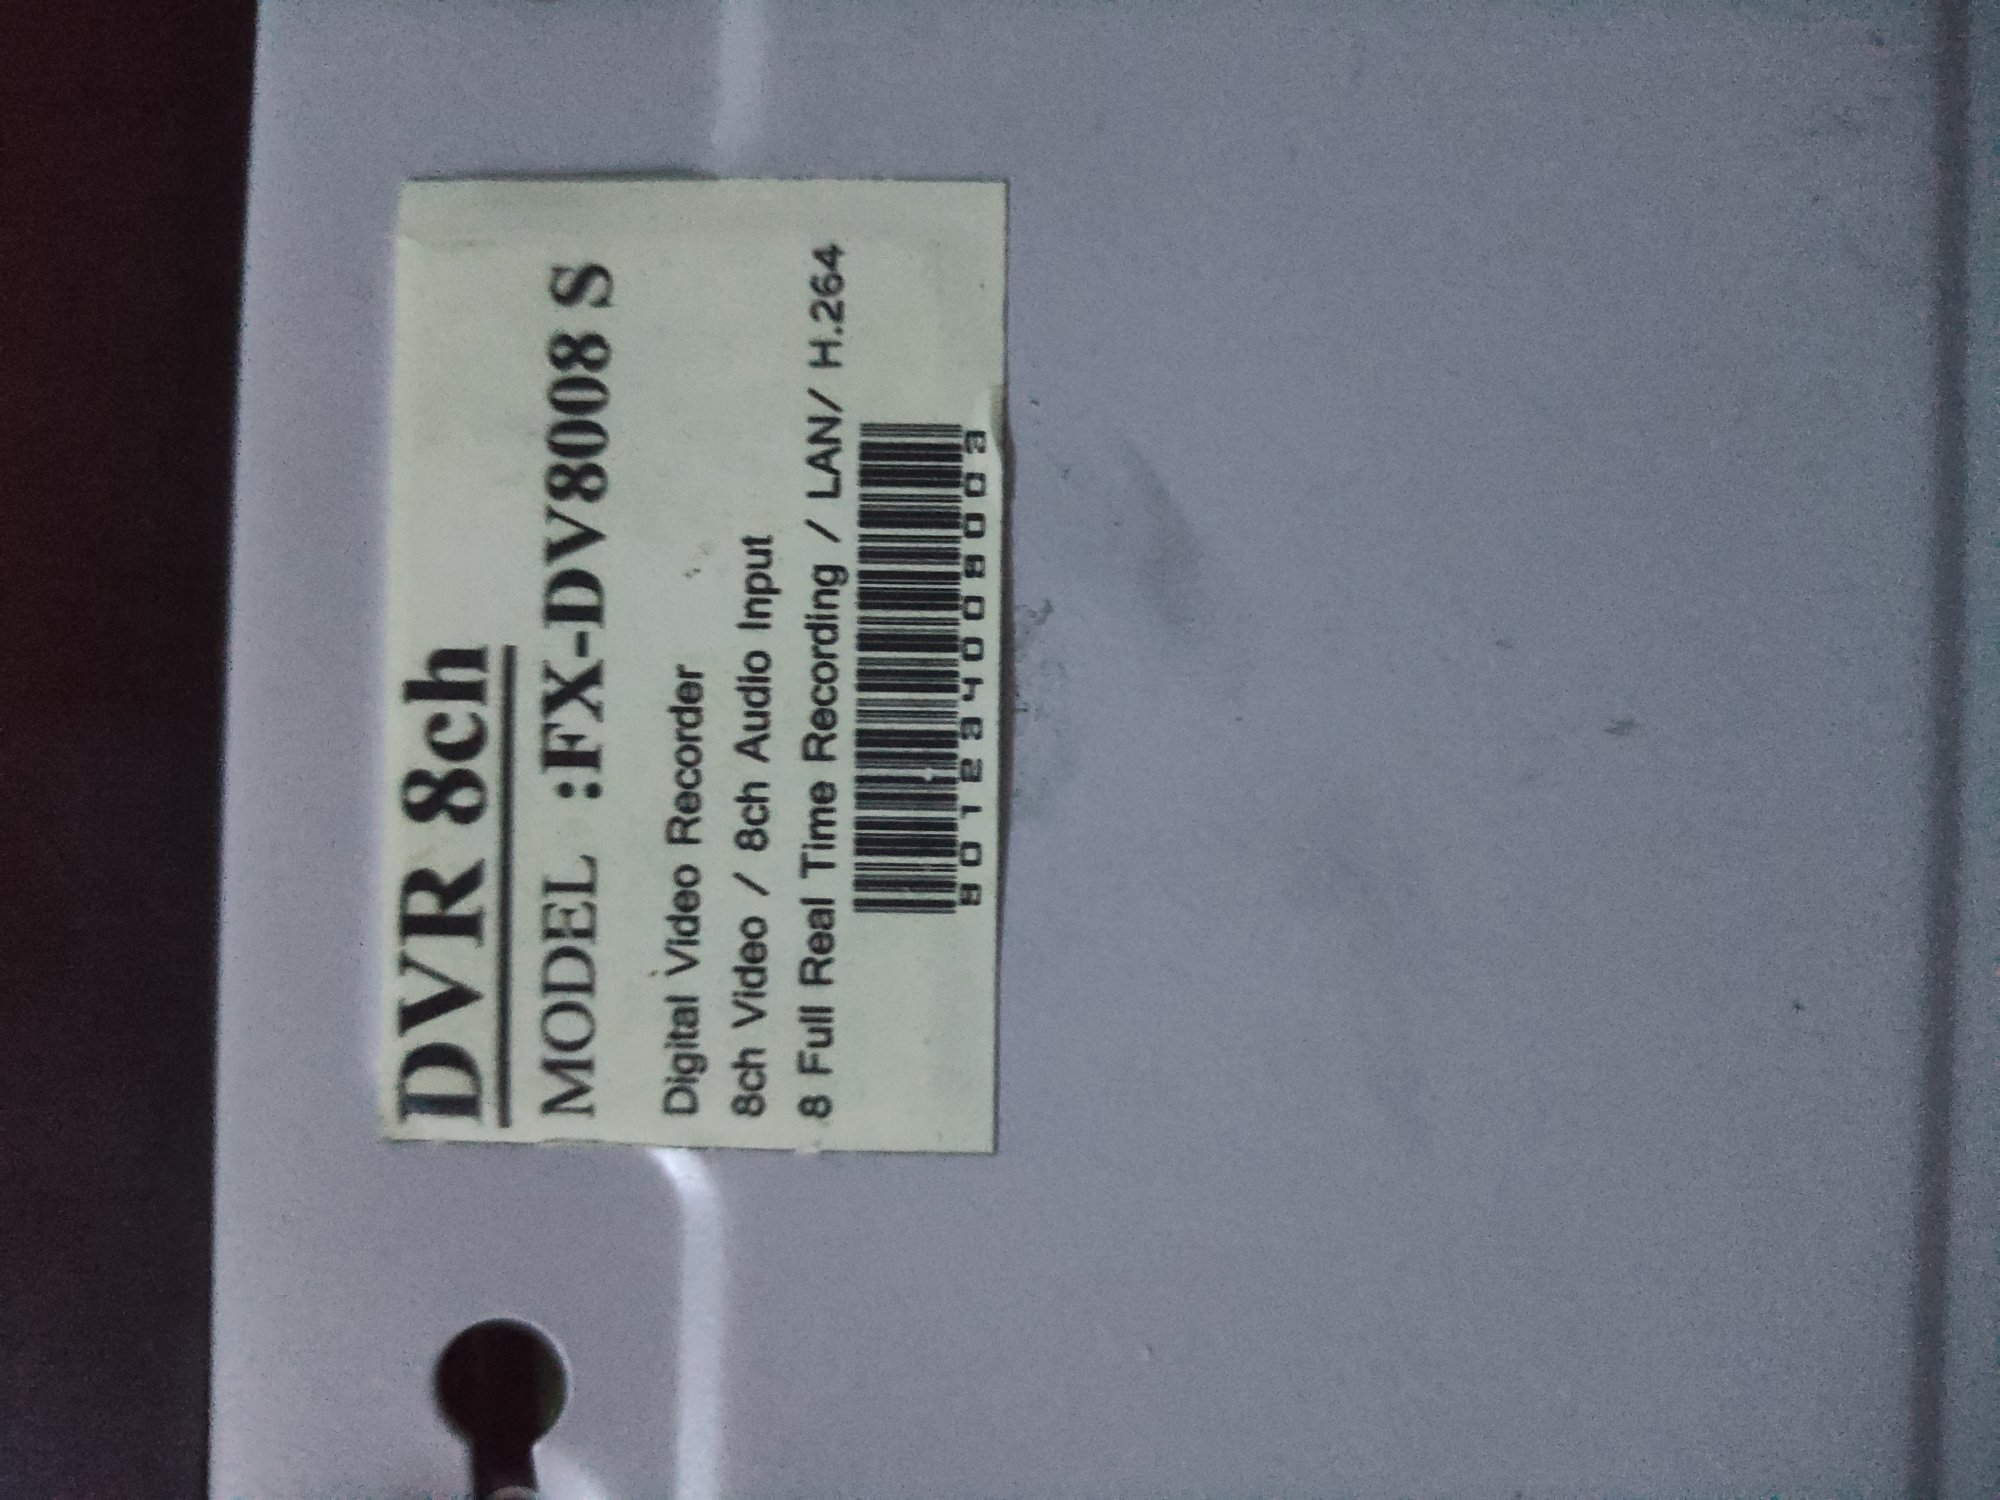 DVR 8ch
MODEL :FX-DV8008 S
Digital Video Recorder
8ch Video / 8ch Audio Input
8 Full Real Time Recording / LAN/ H.264